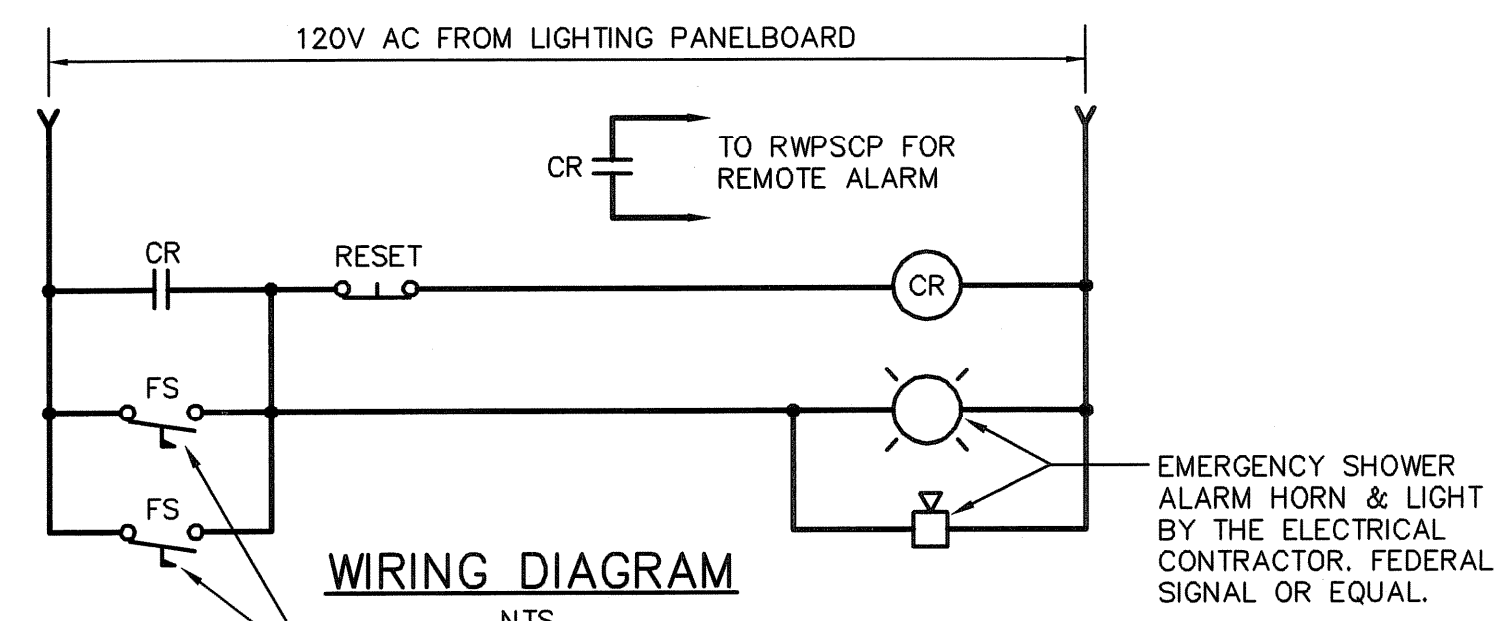 120V AC FROM LIGHTING PANELBOARD
CR
TO RWPSCP FOR
REMOTE ALARM
CR
RESET
CR
FS
FS
EMERGENCY SHOWER
ALARM HORN & LIGHT
BY THE ELECTRICAL
CONTRACTOR. FEDERAL
SIGNAL OR EQUAL.
WIRING DIAGRAM
NTS